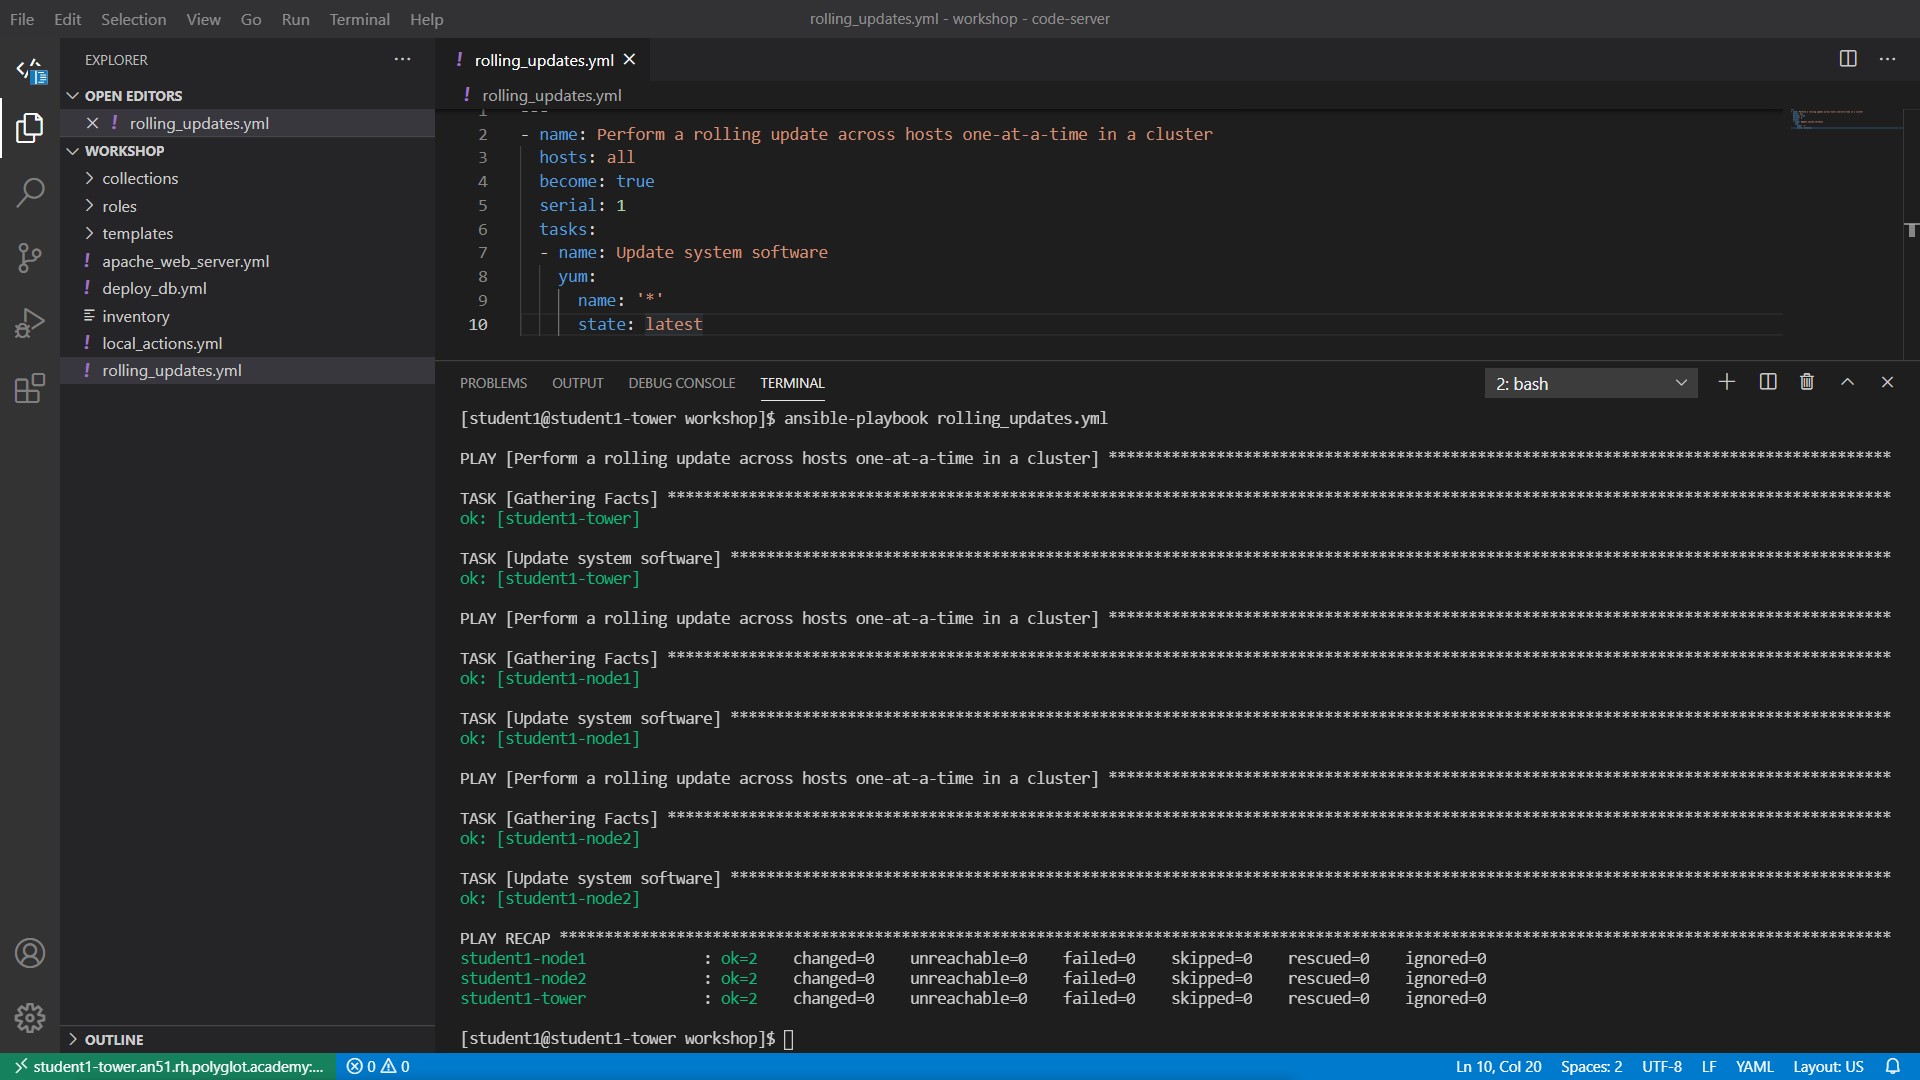 File Edit Selection View Go Run Terminal Help
rolling_updates.yml - workshop - code-server
EXPLORER
OPEN EDITORS
! rolling_updates.yml
WORKSHOP
collections
roles
templates
! apache_web_server.yml
! deploy_db.yml
inventory
! local_actions.yml
! rolling_updates.yml
OUTLINE
! rolling_updates.yml
! rolling_updates.yml
1 ---
2 - name: Perform a rolling update across hosts one-at-a-time in a cluster
3 hosts: all
4 become: true
5 serial: 1
6 tasks:
7 - name: Update system software
8 yum:
9 name: '*'
10 state: latest
PROBLEMS OUTPUT DEBUG CONSOLE TERMINAL
2: bash
[student1@student1-tower workshop]$ ansible-playbook rolling_updates.yml
PLAY [Perform a rolling update across hosts one-at-a-time in a cluster] ***************************************************************************************
TASK [Gathering Facts] ****************************************************************************************************************************************
ok: [student1-tower]
TASK [Update system software] *********************************************************************************************************************************
ok: [student1-tower]
PLAY [Perform a rolling update across hosts one-at-a-time in a cluster] ***************************************************************************************
TASK [Gathering Facts] ****************************************************************************************************************************************
ok: [student1-node1]
TASK [Update system software] *********************************************************************************************************************************
ok: [student1-node1]
PLAY [Perform a rolling update across hosts one-at-a-time in a cluster] ***************************************************************************************
TASK [Gathering Facts] ****************************************************************************************************************************************
ok: [student1-node2]
TASK [Update system software] *********************************************************************************************************************************
ok: [student1-node2]
PLAY RECAP ****************************************************************************************************************************************************
student1-node1 : ok=2 changed=0 unreachable=0 failed=0 skipped=0 rescued=0 ignored=0
student1-node2 : ok=2 changed=0 unreachable=0 failed=0 skipped=0 rescued=0 ignored=0
student1-tower : ok=2 changed=0 unreachable=0 failed=0 skipped=0 rescued=0 ignored=0
[student1@student1-tower workshop]$
student1-tower.an51.rh.polyglot.academy:... 0 0
Ln 10, Col 20 Spaces: 2 UTF-8 LF YAML Layout: US